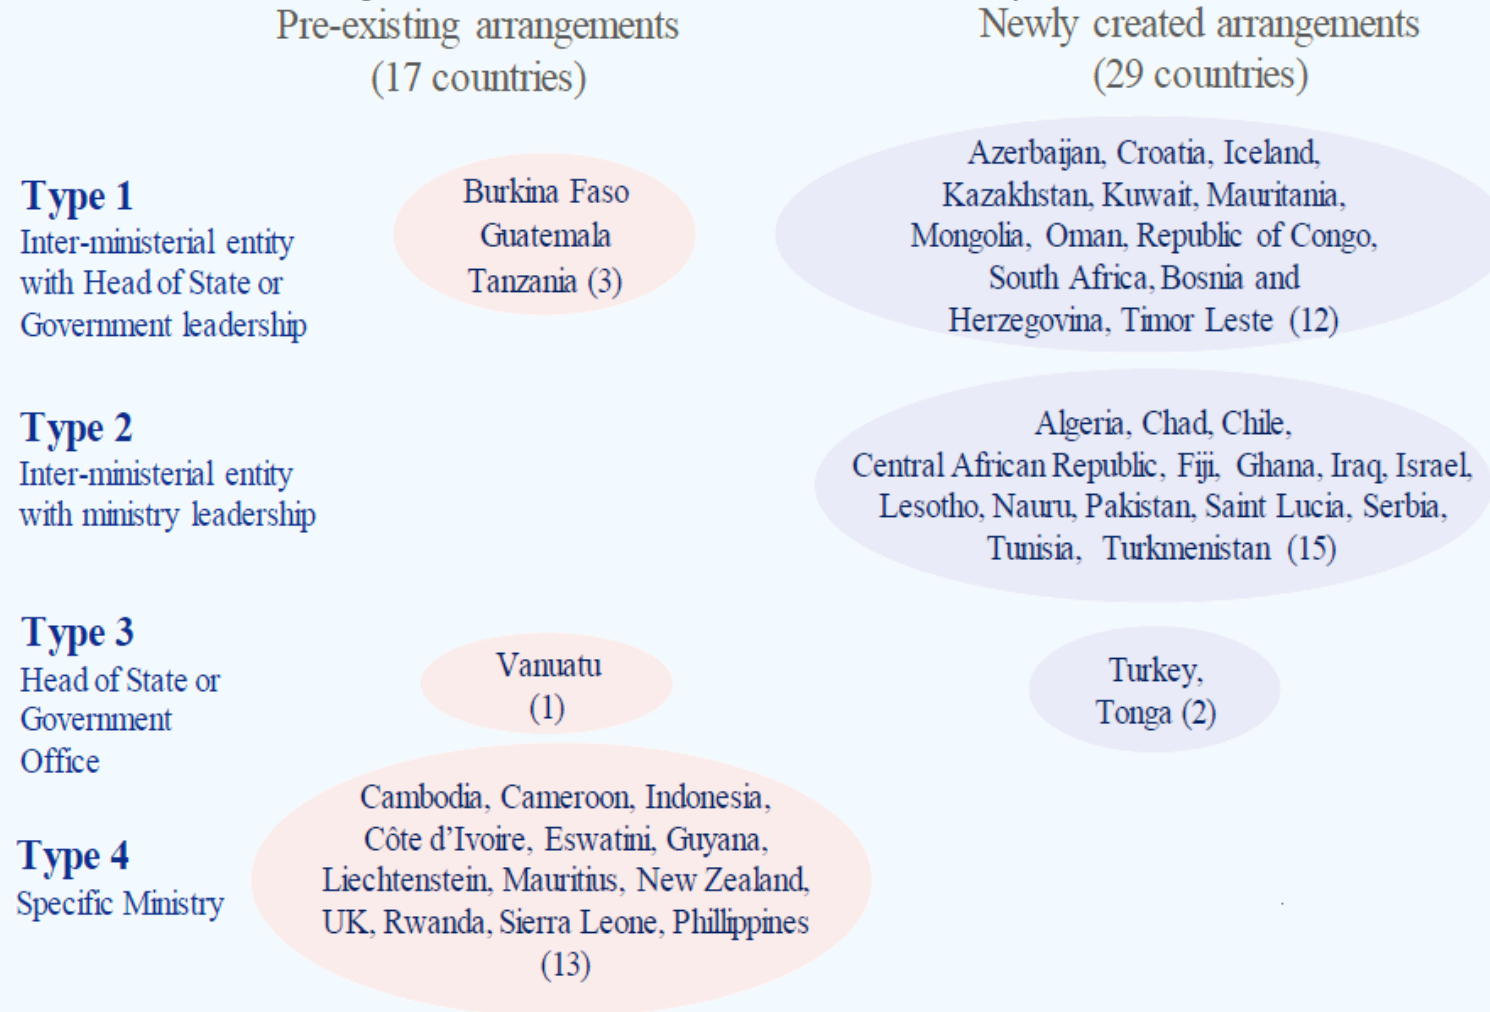 Pre-existing arrangements
(17 countries)
Newly created arrangements
(29 countries)
Type 1
Inter-ministerial entity
with Head of State or
Government leadership
Burkina Faso
Guatemala
Tanzania (3)
Azerbaijan, Croatia, Iceland,
Kazakhstan, Kuwait, Mauritania,
Mongolia, Oman, Republic of Congo,
South Africa, Bosnia and
Herzegovina, Timor Leste (12)
Type 2
Inter-ministerial entity
with ministry leadership
Algeria, Chad, Chile,
Central African Republic, Fiji, Ghana, Iraq, Israel,
Lesotho, Nauru, Pakistan, Saint Lucia, Serbia,
Tunisia, Turkmenistan (15)
Type 3
Head of State or
Government
Office
Vanuatu
(1)
Turkey,
Tonga (2)
Type 4
Specific Ministry
Cambodia, Cameroon, Indonesia,
Côte d’Ivoire, Eswatini, Guyana,
Liechtenstein, Mauritius, New Zealand,
UK, Rwanda, Sierra Leone, Phillippines
(13)